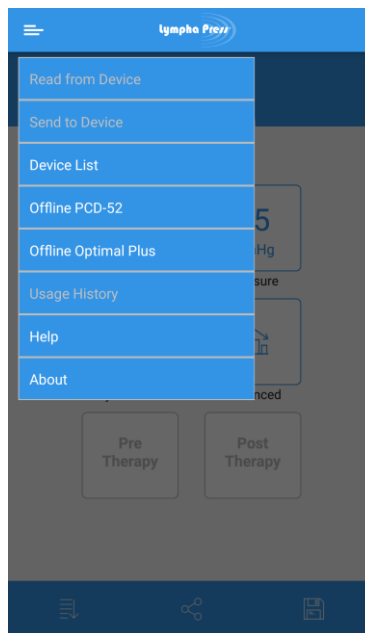 Lympha Press
Read from Device
Send to Device
Device List
Offline PCD-52
Offline Optimal Plus
5
Hg
Usage History
sure
Help
About
nced
Pre
Therapy
Post
Therapy